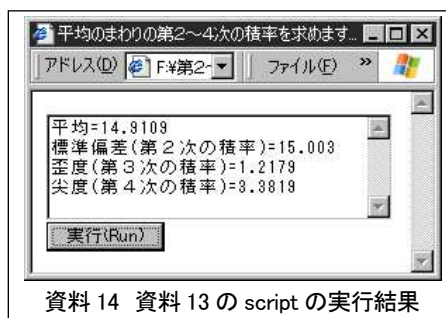 平均のまわりの第2～4次の積率を求めます...
アドレス(D) F:¥第2- ファイル(F) »
平均=14.9109
標準偏差(第２次の積率)=15.003
歪度(第３次の積率)=1.2179
尖度(第４次の積率)=3.3819
実行(Run)
資料 14 資料 13 の script の実行結果